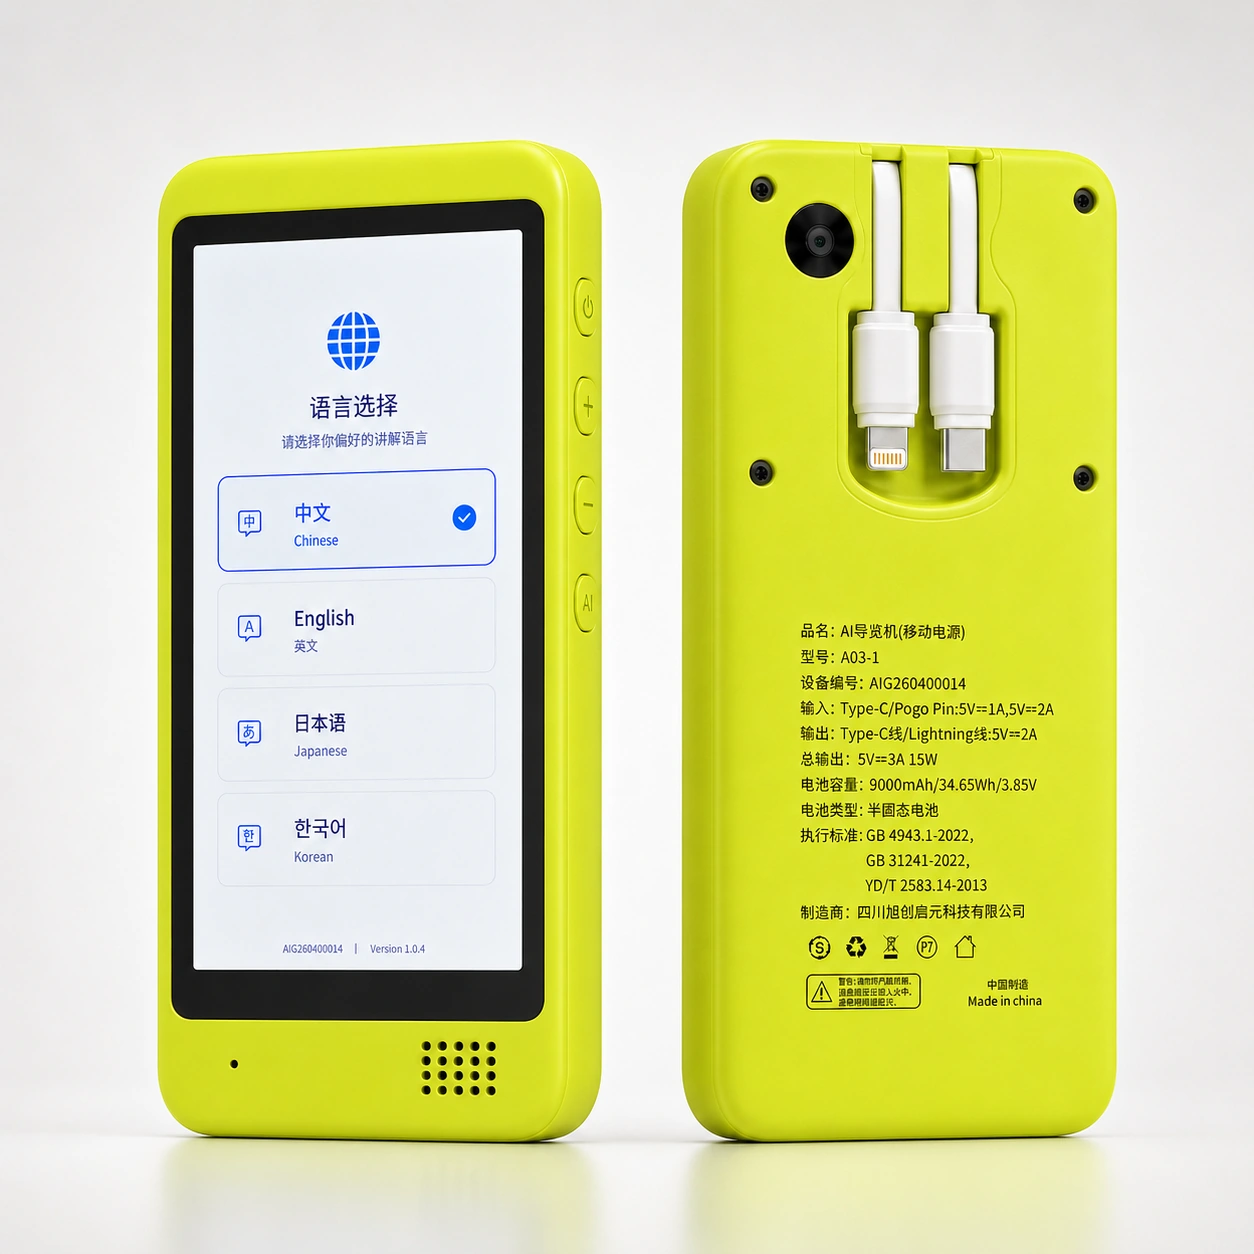 语言选择
请选择你偏好的讲解语言
中
中文
Chinese
A
English
英文
あ
日本语
Japanese
한
한국어
Korean
AIG260400014 | Version 1.0.4
AI
品名：AI导览机(移动电源)
型号：A03-1
设备编号：AIG260400014
输入：Type-C/Pogo Pin:5V⎓1A,5V⎓2A
输出：Type-C线/Lightning线:5V⎓2A
总输出：5V⎓3A 15W
电池容量：9000mAh/34.65Wh/3.85V
电池类型：半固态电池
执行标准：GB 4943.1-2022,
GB 31241-2022,
YD/T 2583.14-2013
制造商：四川旭创启元科技有限公司
S
P7
中国制造
Made in china